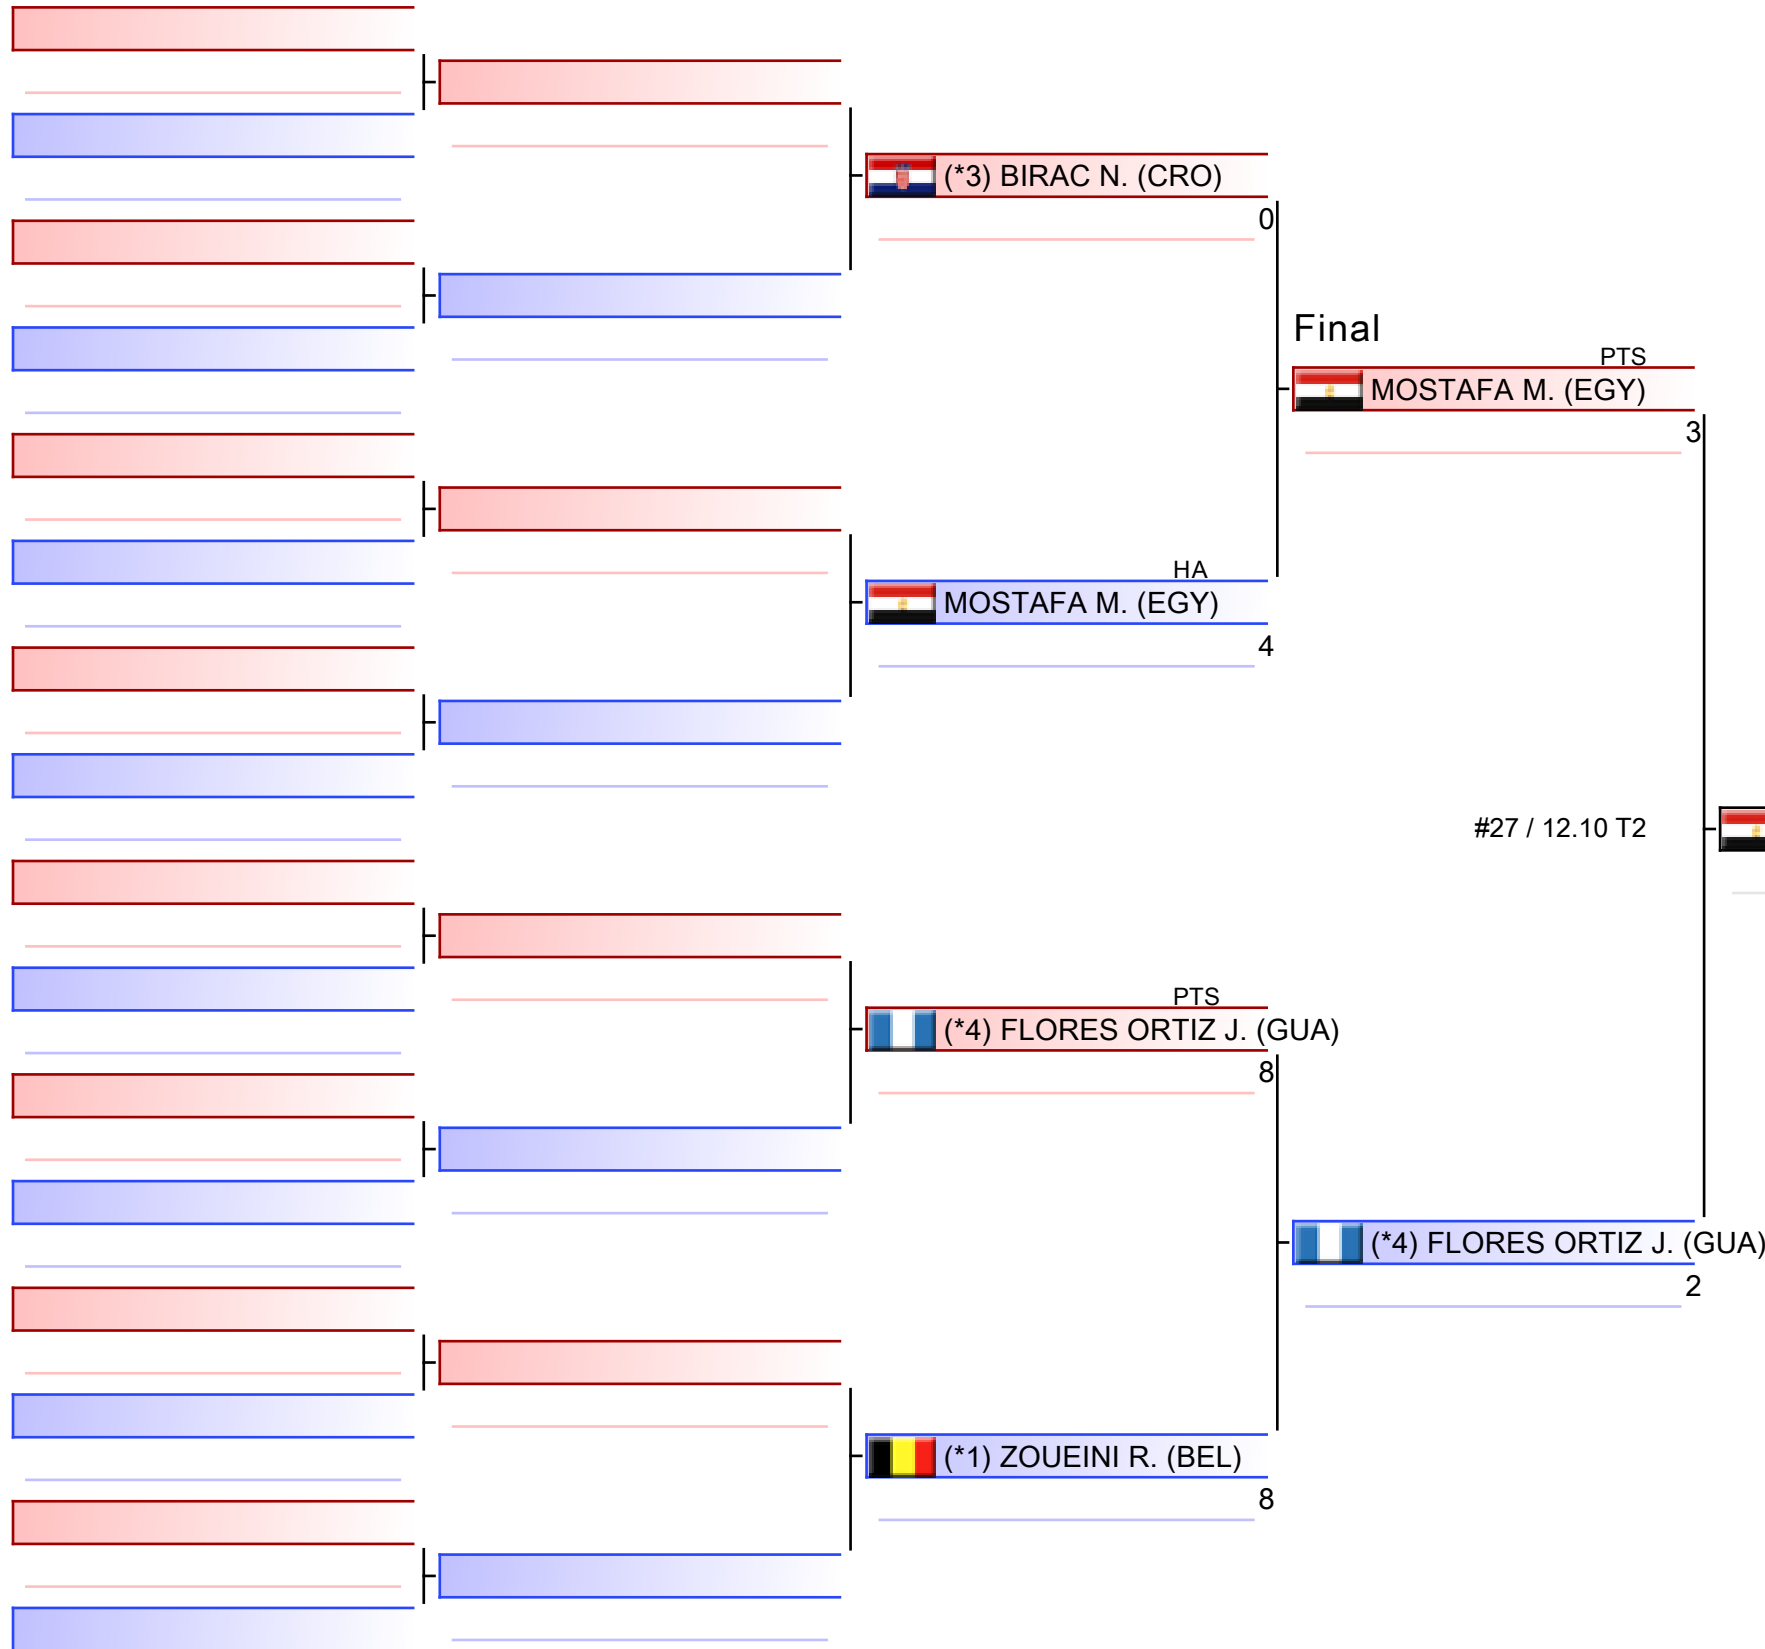 (*3) BIRAC N. (CRO)
0
Final
PTS
MOSTAFA M. (EGY)
3
HA
MOSTAFA M. (EGY)
4
#27 / 12.10 T2
PTS
(*4) FLORES ORTIZ J. (GUA)
8
(*4) FLORES ORTIZ J. (GUA)
2
(*1) ZOUEINI R. (BEL)
8